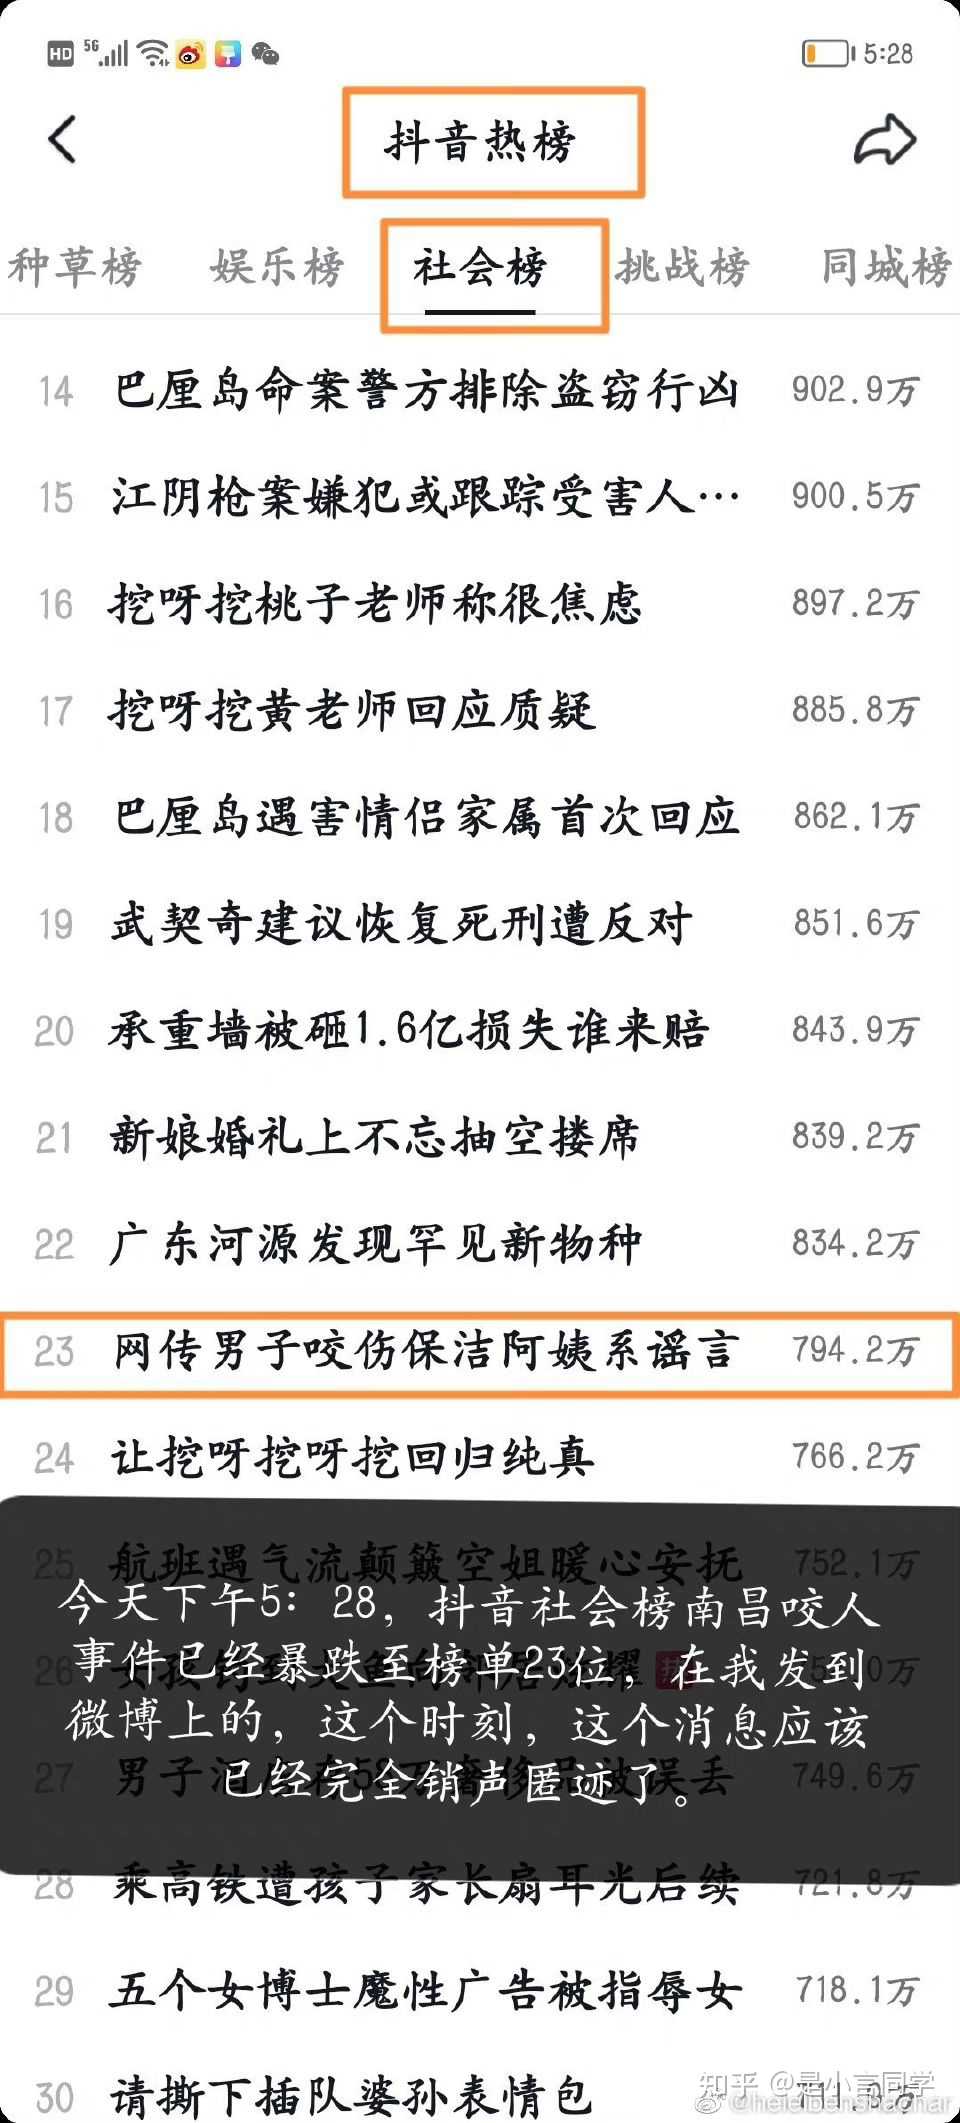 HD 5G 5:28
抖音热榜
种草榜 娱乐榜 社会榜 挑战榜 同城榜
14 巴厘岛命案警方排除盗窃行凶 902.9万
15 江阴枪案嫌犯或跟踪受害人… 900.5万
16 挖呀挖桃子老师称很焦虑 897.2万
17 挖呀挖黄老师回应质疑 885.8万
18 巴厘岛遇害情侣家属首次回应 862.1万
19 武契奇建议恢复死刑遭反对 851.6万
20 承重墙被砸1.6亿损失谁来赔 843.9万
21 新娘婚礼上不忘抽空搂席 839.2万
22 广东河源发现罕见新物种 834.2万
23 网传男子咬伤保洁阿姨系谣言 794.2万
24 让挖呀挖呀挖回归纯真 766.2万
25 航班遇气流颠簸空姐暖心安抚 752.1万
今天下午5：28，抖音社会榜南昌咬人
事件已经暴跌至榜单23位，在我发到
微博上的，这个时刻，这个消息应该
已经完全销声匿迹了。
26
27 男子 被误丢 749.6万
28 乘高铁遭孩子家长扇耳光后续 721.8万
29 五个女博士魔性广告被指辱女 718.1万
30 请撕下插队婆孙表情包
知乎 @是小言同学